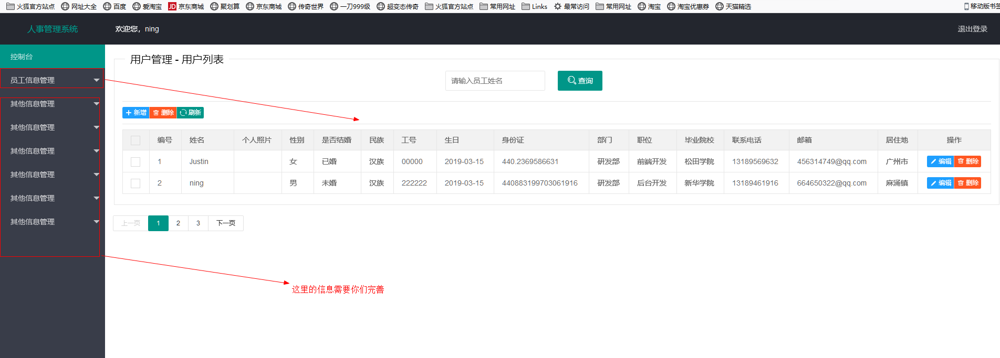 火狐官方站点 网址大全 百度 爱淘宝 JD 京东商城 聚划算 京东商城 传奇世界 一刀999级 超变态传奇 火狐官方站点 常用网址 Links 最常访问 常用网址 淘宝 淘宝优惠券 天猫精选 移动版书签
人事管理系统 欢迎您，ning 退出登录
控制台
员工信息管理
其他信息管理
其他信息管理
其他信息管理
其他信息管理
其他信息管理
其他信息管理
用户管理 - 用户列表
请输入员工姓名 查询
新增 删除 刷新
编号 姓名 个人照片 性别 是否结婚 民族 工号 生日 身份证 部门 职位 毕业院校 联系电话 邮箱 居住地 操作
1 Justin 女 已婚 汉族 00000 2019-03-15 440.2369586631 研发部 前端开发 松田学院 13189569632 456314749@qq.com 广州市 编辑 删除
2 ning 男 未婚 汉族 222222 2019-03-15 440883199703061916 研发部 后台开发 新华学院 13189461916 664650322@qq.com 麻涌镇 编辑 删除
上一页 1 2 3 下一页
这里的信息需要你们完善